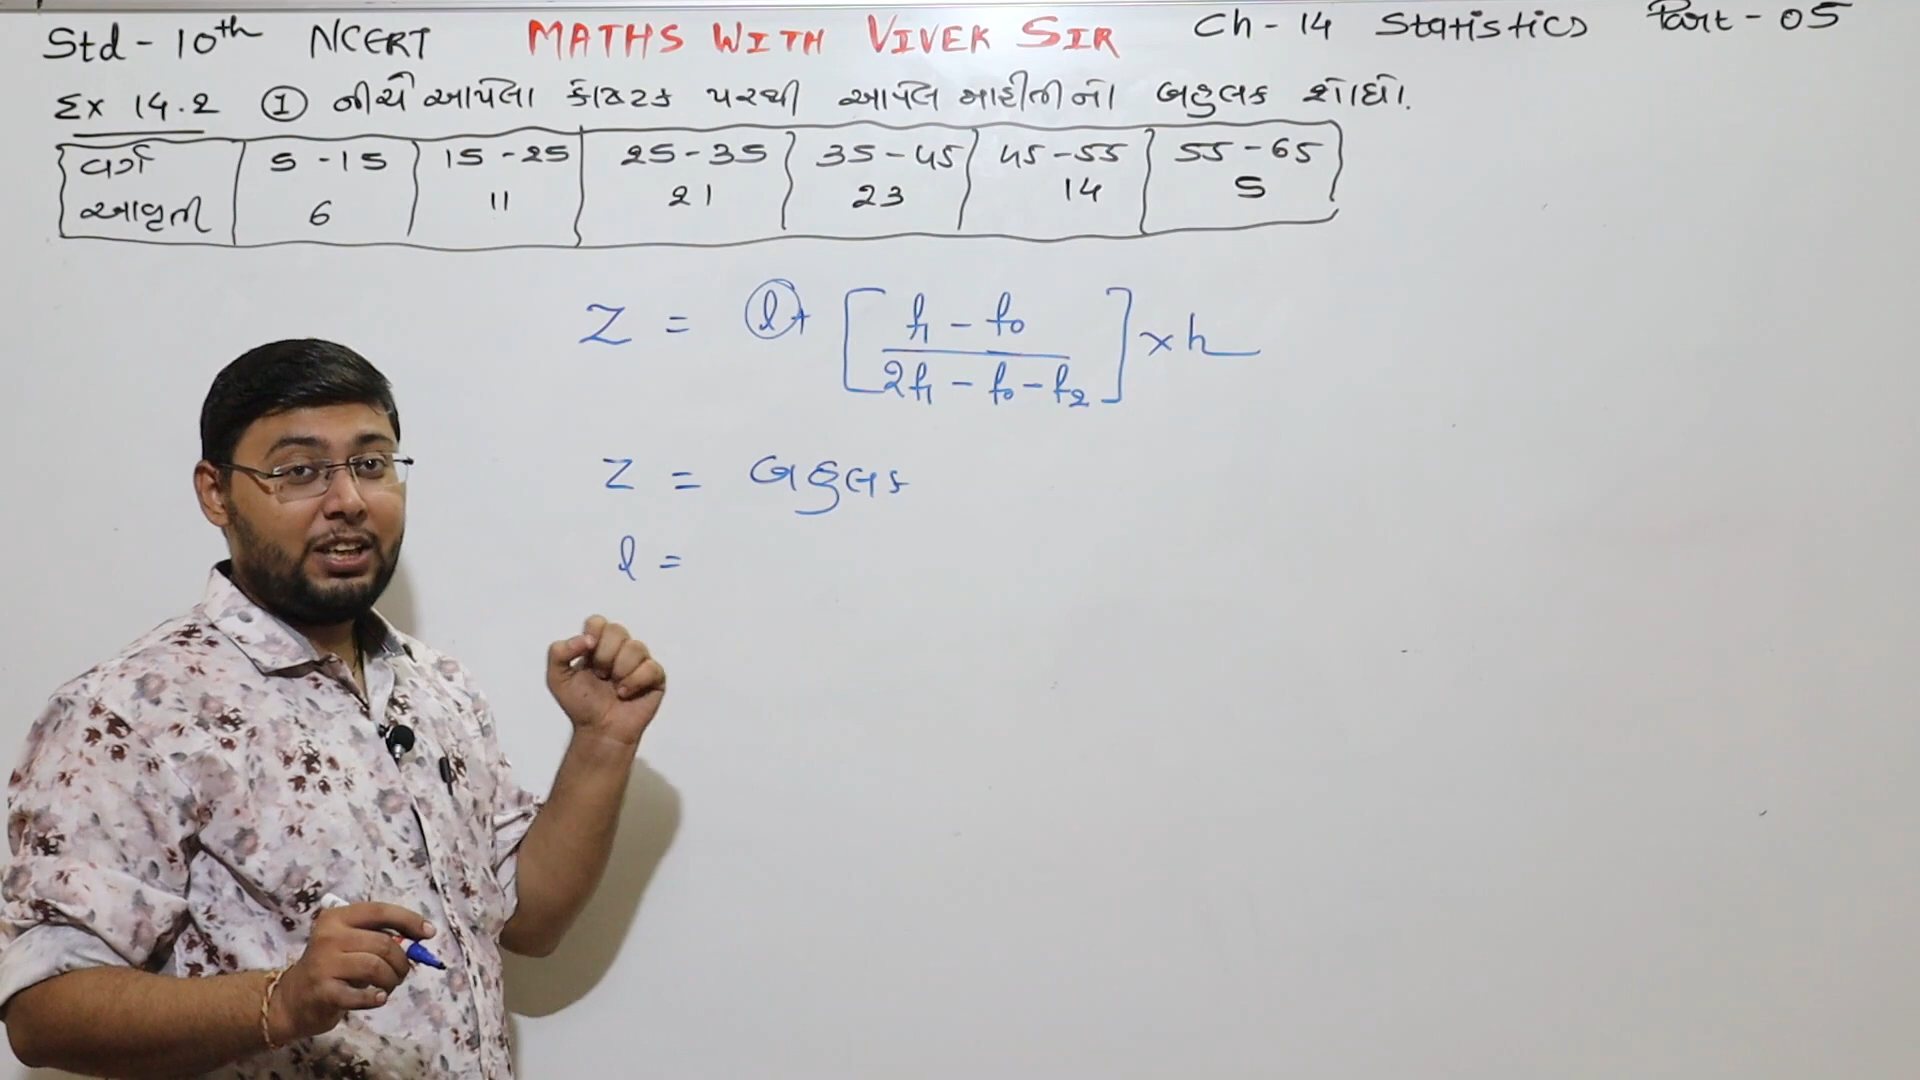 Std - 10th NCERT MATHS WITH VIVEK SIR Ch - 14 Statistics Part - 05
Ex 14.2 ① નીચે આપેલા કોષ્ટક પરથી આપેલ માહીતીનો બહુલક શોધો.
વર્ગ 5 - 15 15 - 25 25 - 35 35 - 45 45 - 55 55 - 65
આવૃત્તી 6 11 21 23 14 5
Z = l + [ f₁ - f₀ / 2f₁ - f₀ - f₂ ] × h
Z = બહુલક
l =